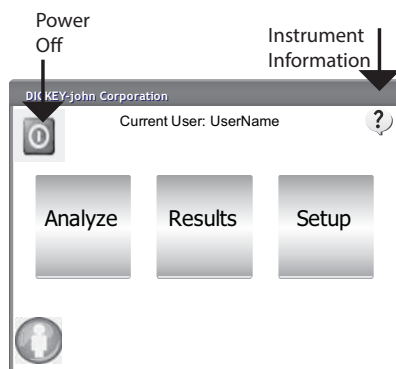 Power
Off
Instrument
Information
DICKEY-john Corporation
Current User: UserName
?
Analyze
Results
Setup